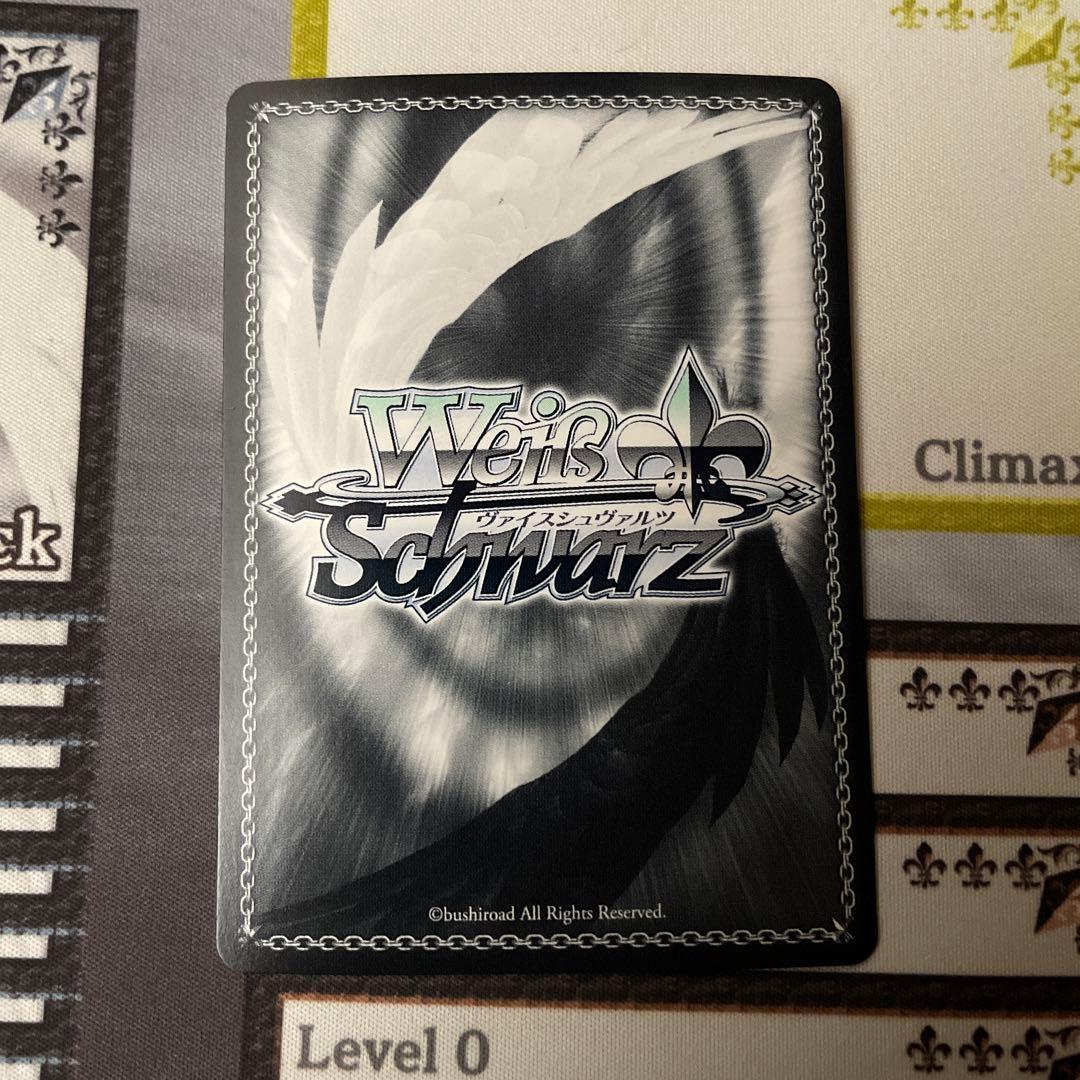 Weiß
ヴァイスシュヴァルツ
Schwarz
©bushiroad All Rights Reserved.
Climax
ck
Level 0